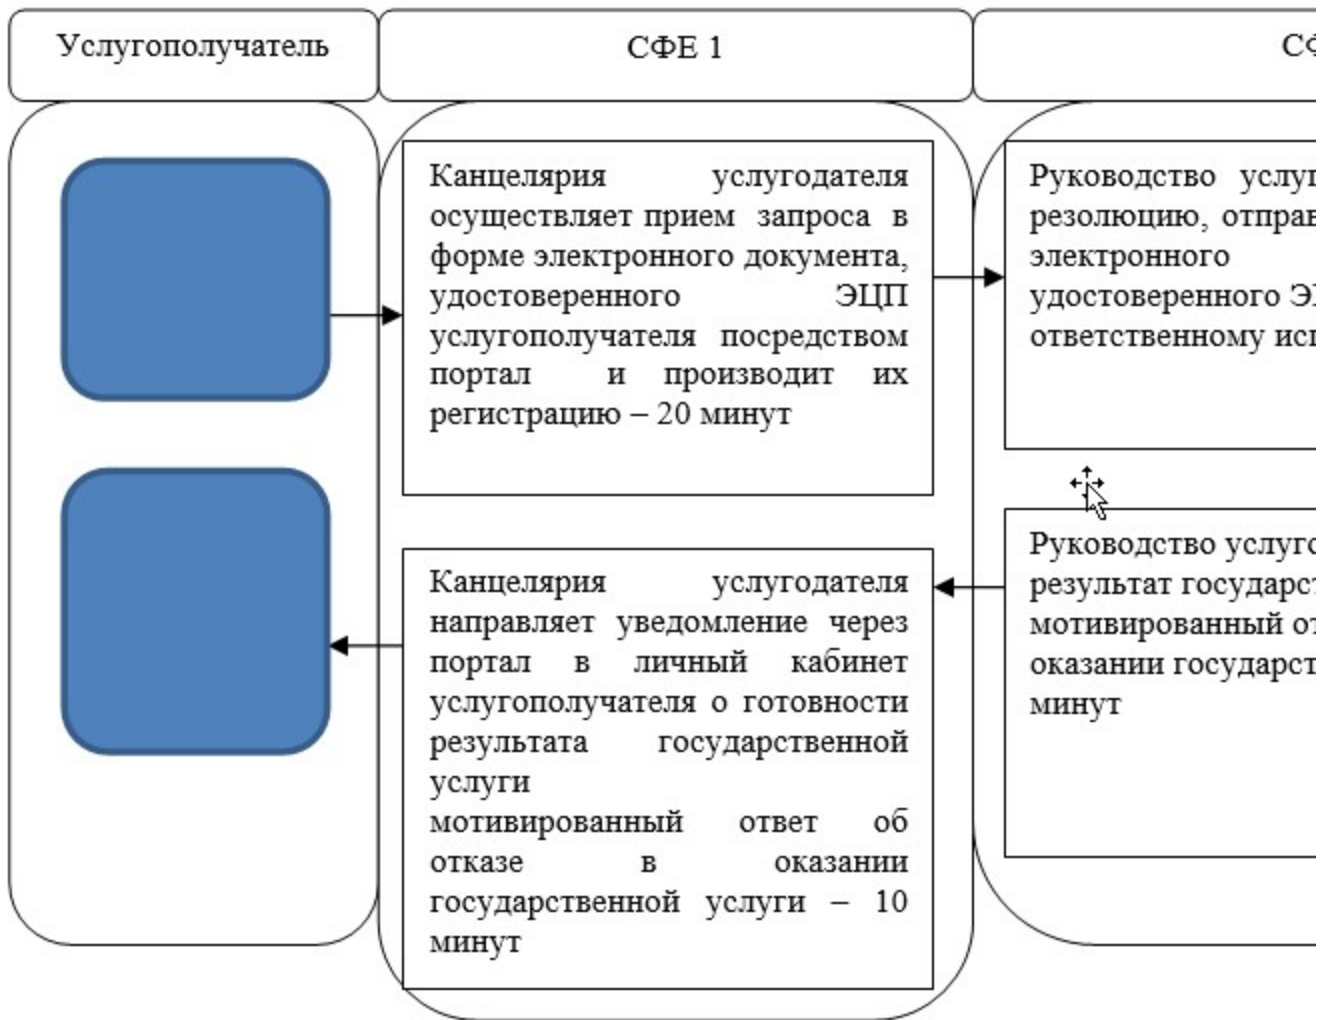 Услугополучатель
СФЕ 1
Канцелярия услугодателя
осуществляет прием запроса в
форме электронного документа,
удостоверенного ЭЦП
услугополучателя посредством
портал и производит их
регистрацию – 20 минут
Руководство
резолюцию,
электронного
удостоверенного
ответственному
Канцелярия услугодателя
направляет уведомление через
портал в личный кабинет
услугополучателя о готовности
результата государственной
услуги
мотивированный ответ об
отказе в оказании
государственной услуги – 10
минут
Руководство
результат
мотивированный
оказании
минут